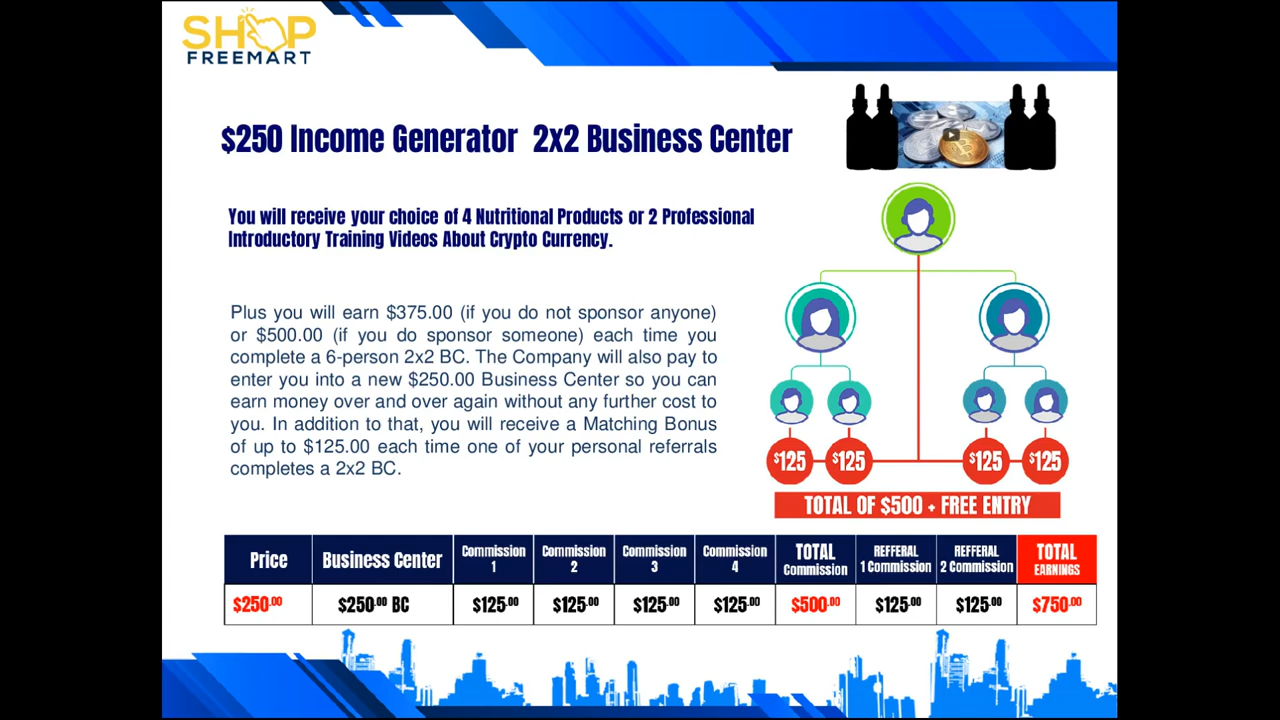 SHOP
FREEMART
$250 Income Generator 2x2 Business Center
You will receive your choice of 4 Nutritional Products or 2 Professional
Introductory Training Videos About Crypto Currency.
Plus you will earn $375.00 (if you do not sponsor anyone)
or $500.00 (if you do sponsor someone) each time you
complete a 6-person 2x2 BC. The Company will also pay to
enter you into a new $250.00 Business Center so you can
earn money over and over again without any further cost to
you. In addition to that, you will receive a Matching Bonus
of up to $125.00 each time one of your personal referrals
completes a 2x2 BC.
$125 $125 $125 $125
TOTAL OF $500 + FREE ENTRY
Price Business Center Commission 1 Commission 2 Commission 3 Commission 4 TOTAL Commission REFFERAL 1 Commission REFFERAL 2 Commission TOTAL EARNINGS
$250.00 $250.00 BC $125.00 $125.00 $125.00 $125.00 $500.00 $125.00 $125.00 $750.00